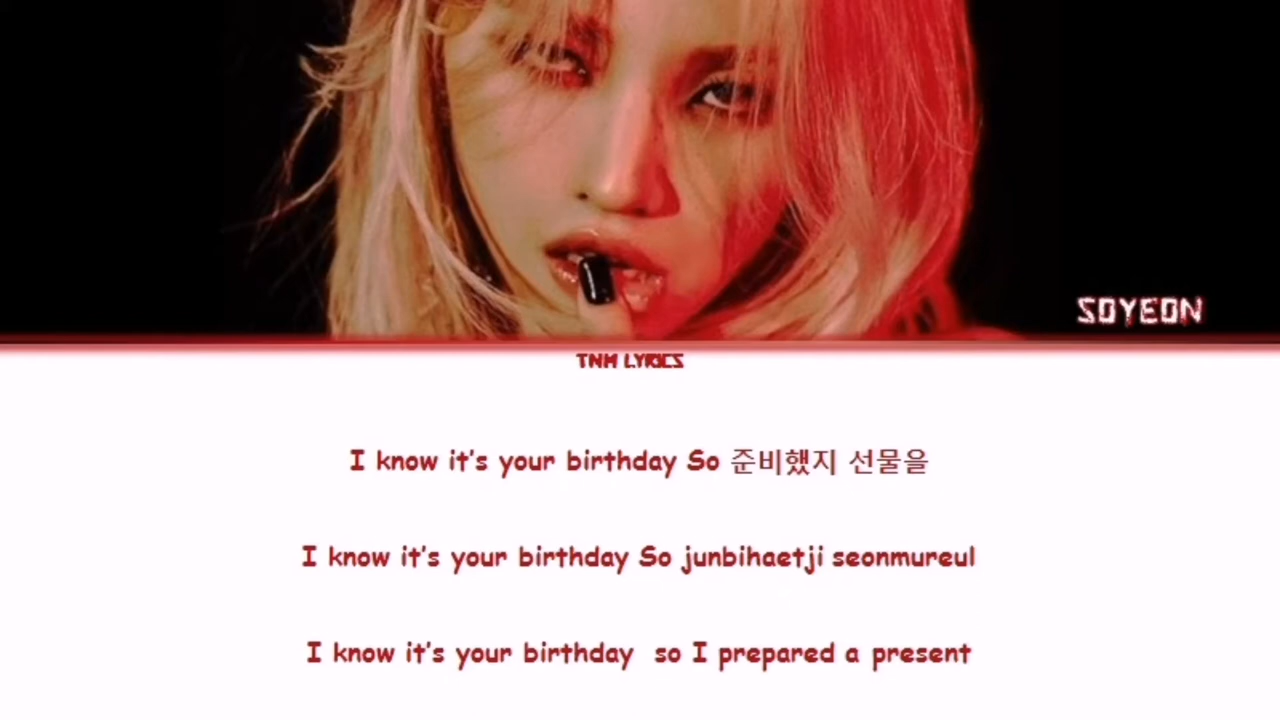 SOYEON
TNM LYRICS
I know it's your birthday So 준비했지 선물을
I know it's your birthday So junbihaetji seonmureul
I know it's your birthday so I prepared a present